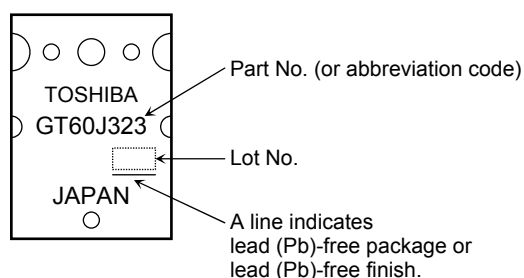 TOSHIBA
GT60J323
JAPAN
Part No. (or abbreviation code)
Lot No.
A line indicates
lead (Pb)-free package or
lead (Pb)-free finish.